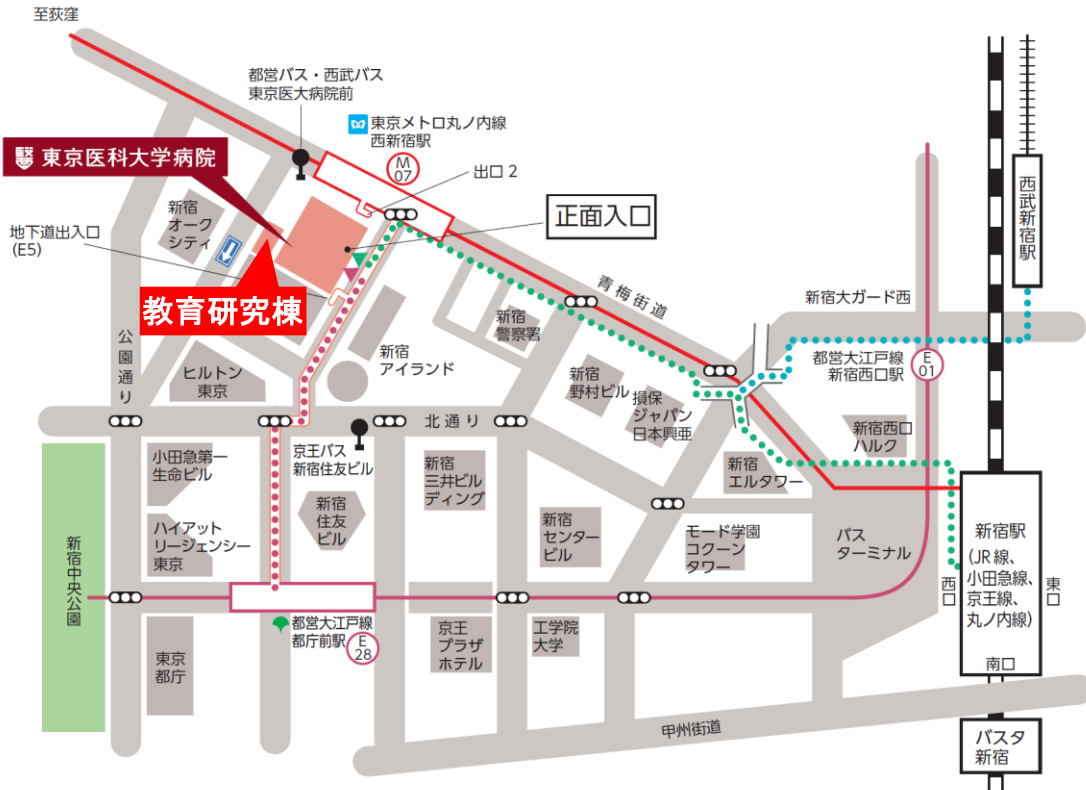 至荻窪
都営バス・西武バス
東京医大病院前
東京メトロ丸ノ内線
西新宿駅
M
07
出口 2
東京医科大学病院
正面入口
新宿
オーク
シティ
地下道出入口
(E5)
教育研究棟
公園通り
ヒルトン
東京
新宿
アイランド
新宿
警察署
青梅街道
新宿大ガード西
西武新宿駅
都営大江戸線
新宿西口駅
E
01
新宿
野村ビル
損保
ジャパン
日本興亜
新宿西口
ハルク
新宿
エルタワー
北通り
京王バス
新宿住友ビル
小田急第一
生命ビル
新宿
住友
ビル
新宿
三井ビル
ディング
新宿
センター
ビル
モード学園
コクーン
タワー
バス
ターミナル
ハイアット
リージェンシー
東京
新宿中央公園
新宿駅
(JR 線、
小田急線、
京王線、
丸ノ内線)
西口
東口
南口
都営大江戸線
都庁前駅
E
28
東京
都庁
京王
プラザ
ホテル
工学院
大学
甲州街道
バスタ
新宿